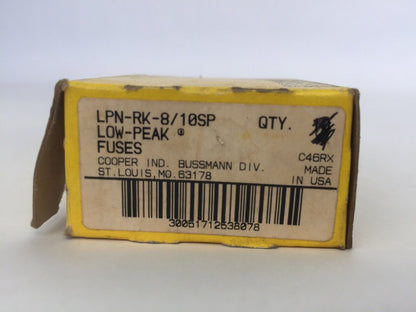 LPN-RK-8/10SP QTY.
LOW-PEAK ®
FUSES C46RX
COOPER IND. BUSSMANN DIV. MADE
ST. LOUIS, MO. 63178 IN USA
30051712538078